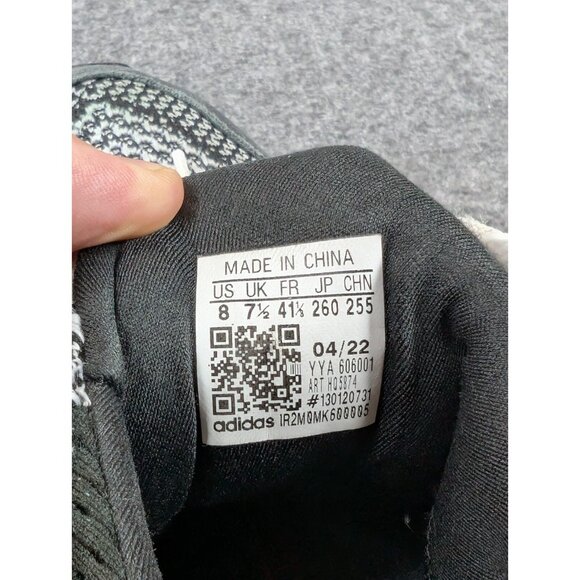 MADE IN CHINA
US UK FR JP CHN
8 7½ 41⅓ 260 255
04/22
YYA 606001
ART HQ5874
#130120731
adidas IR2M0MK600005